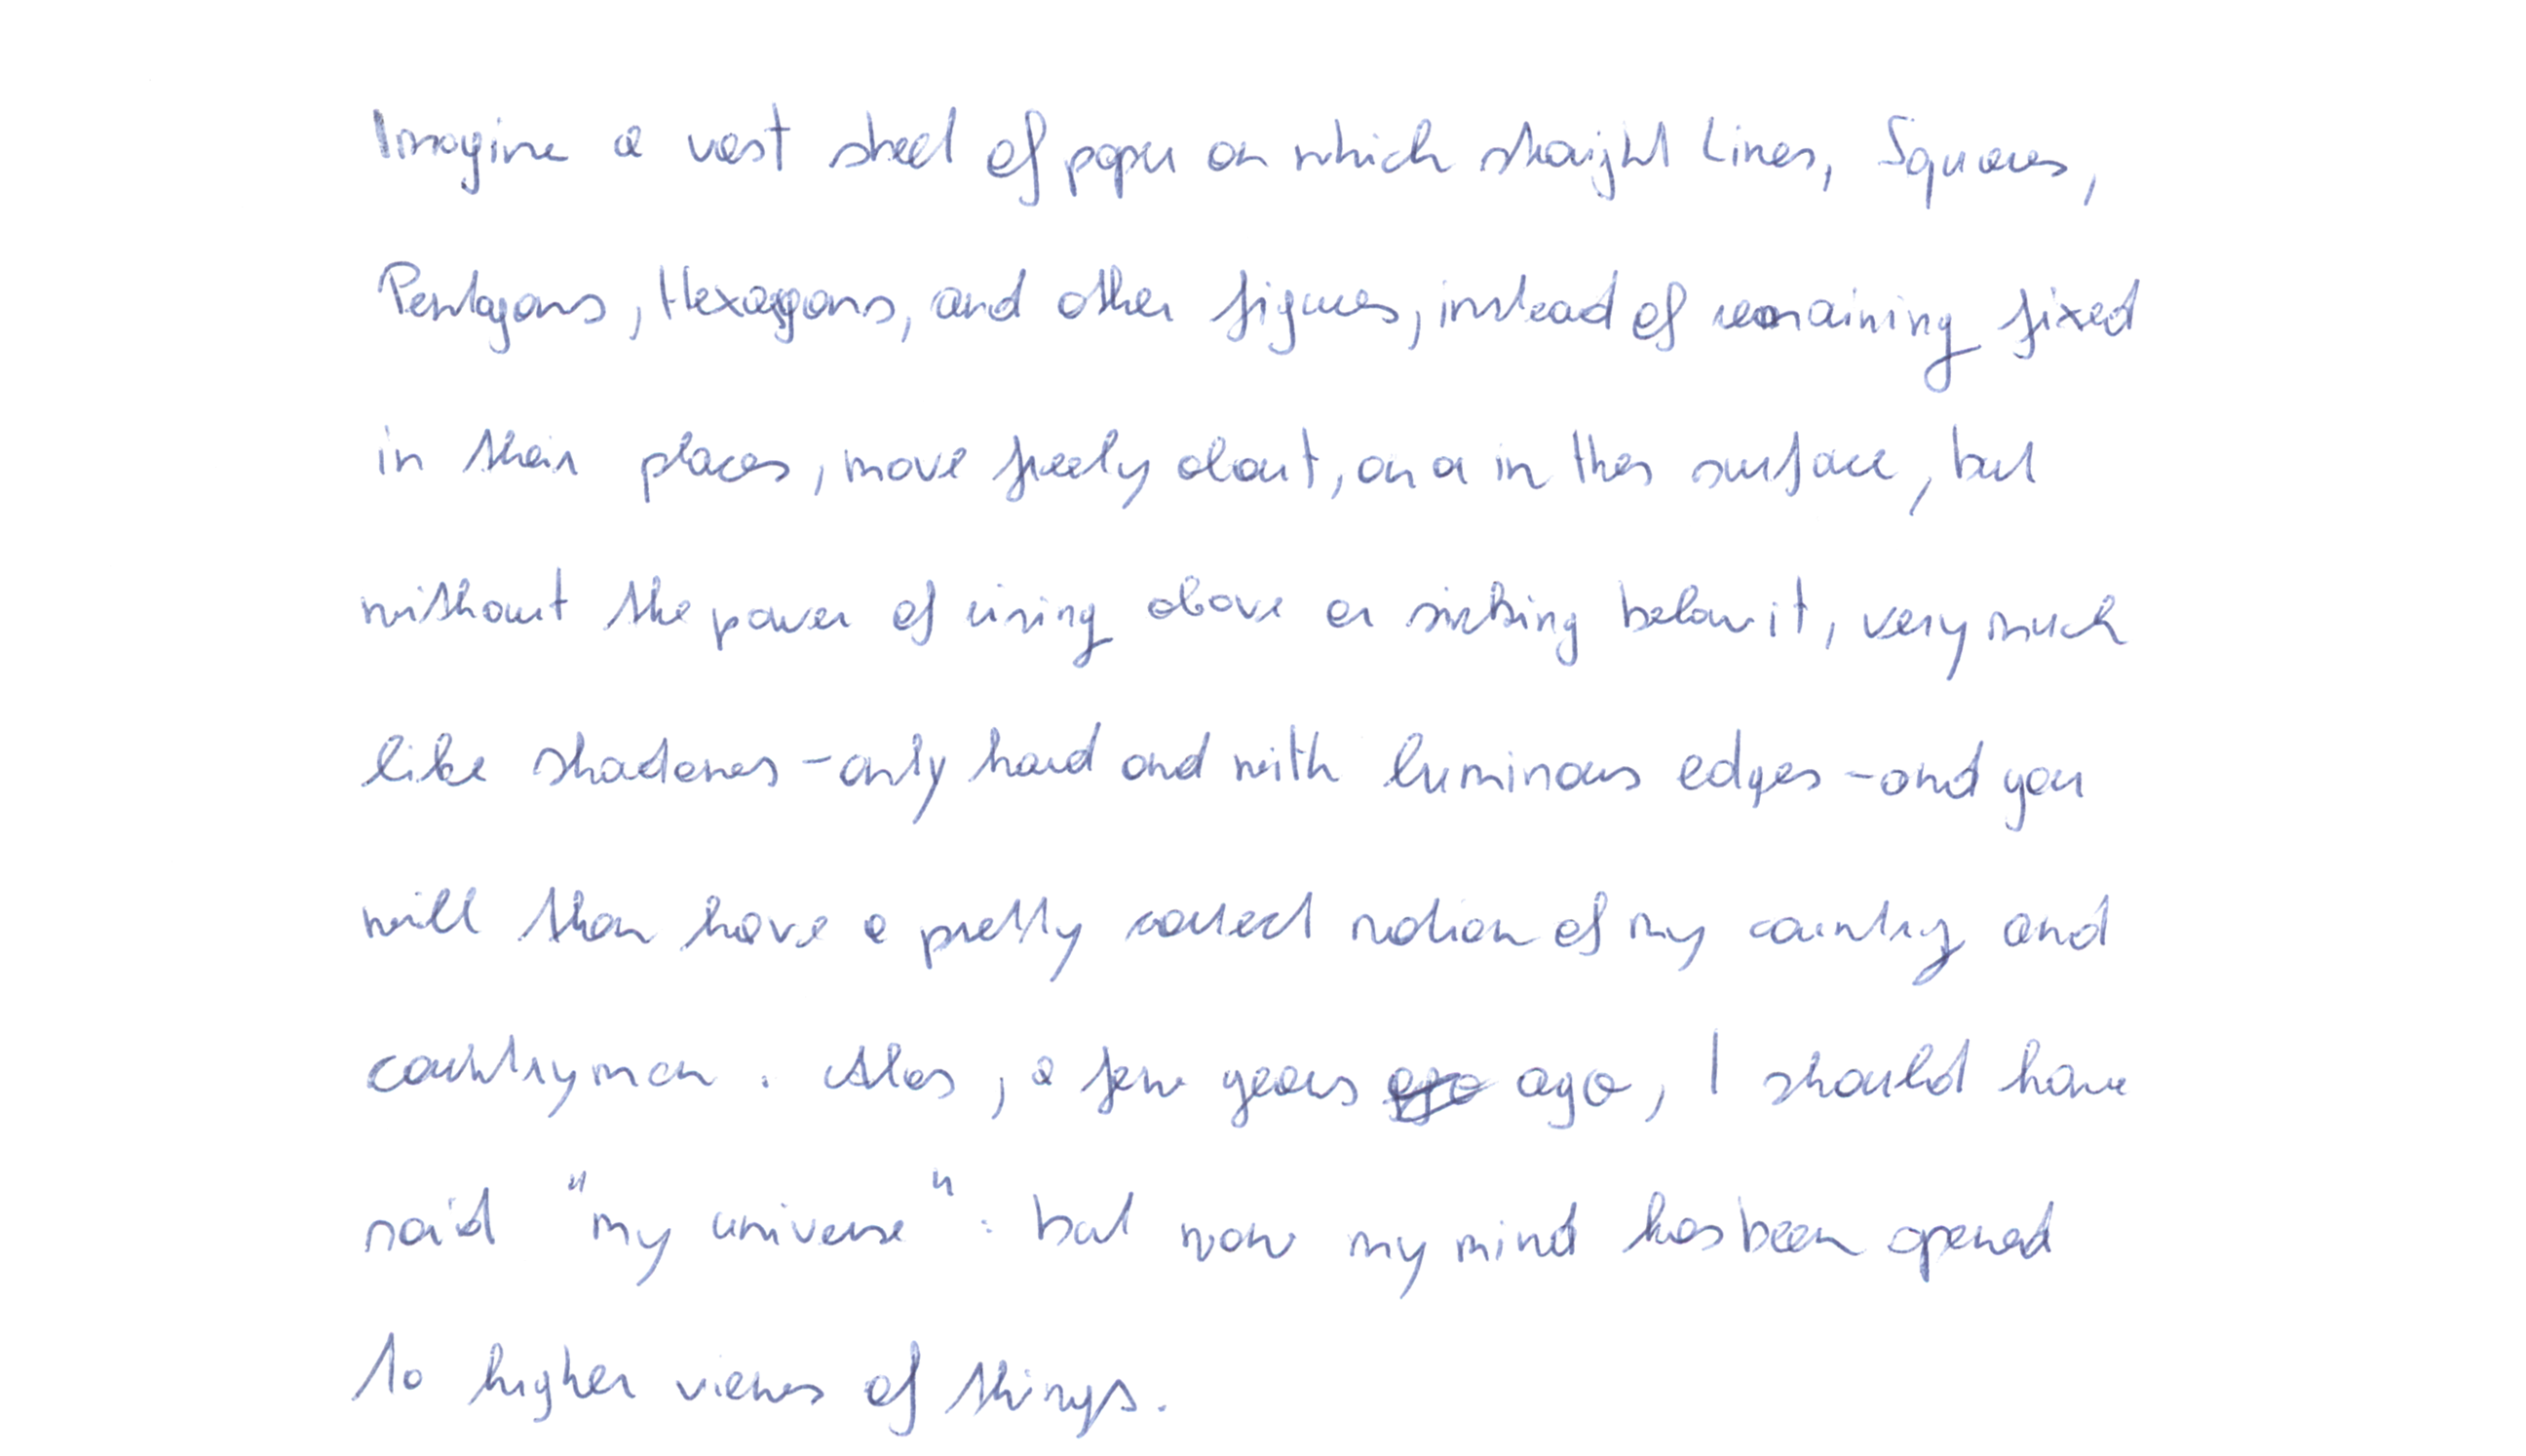 Imagine a vast sheet of paper on which straight Lines, Squares,
Pentagons, Hexagons, and other figures, instead of remaining fixed
in their places, move freely about, on or in the surface, but
without the power of rising above or sinking below it, very much
like shadows - only hard and with luminous edges - and you
will then have a pretty correct notion of my country and
countrymen. Alas, a few years ago ago, I should have
said "my universe": but now my mind has been opened
to higher views of things.